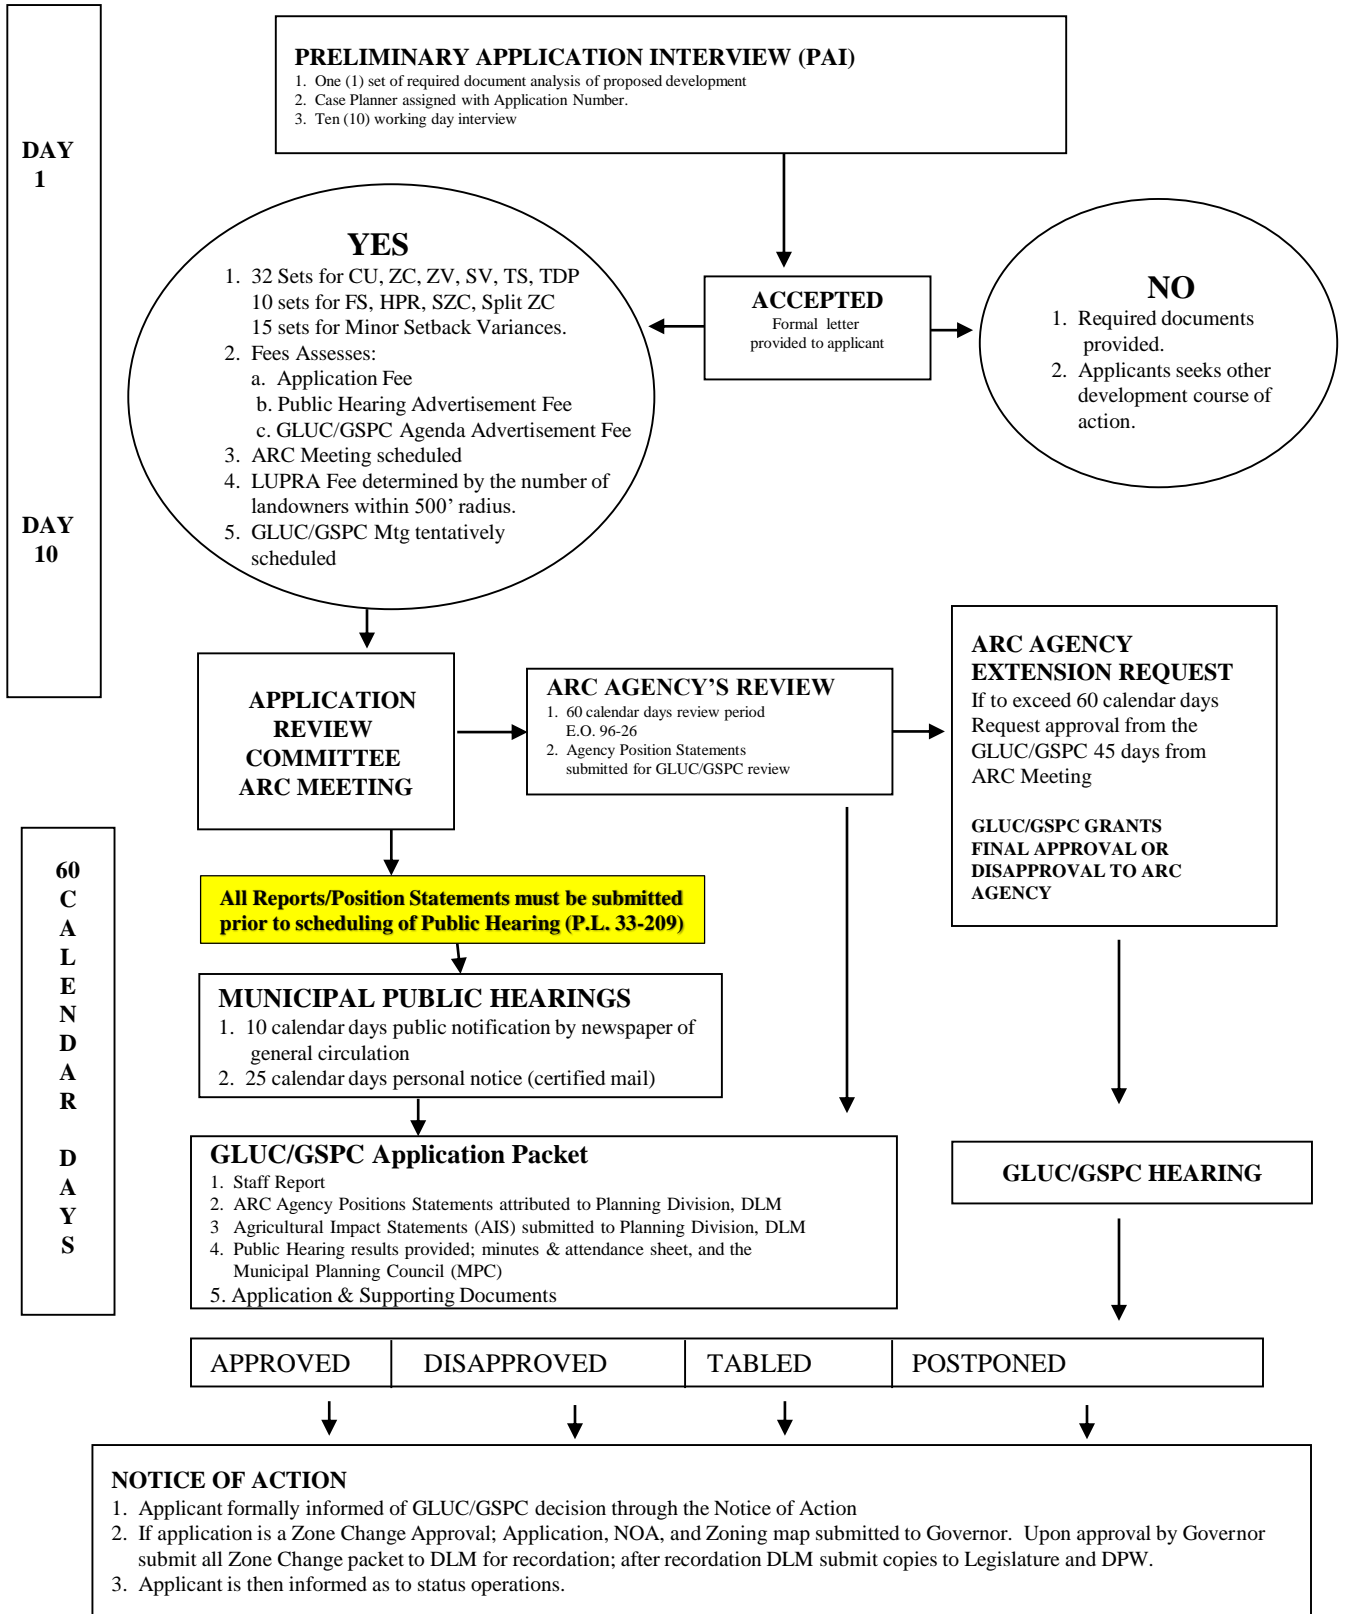 PRELIMINARY APPLICATION INTERVIEW (PAI)
1. One (1) set of required document analysis of proposed development
2. Case Planner assigned with Application Number.
3. Ten (10) working day interview
DAY
1
DAY
10
YES
1. 32 Sets for CU, ZC, ZV, SV, TS, TDP
10 sets for FS, HPR, SZC, Split ZC
15 sets for Minor Setback Variances.
2. Fees Assesses:
a. Application Fee
b. Public Hearing Advertisement Fee
c. GLUC/GSPC Agenda Advertisement Fee
3. ARC Meeting scheduled
4. LUPRA Fee determined by the number of
landowners within 500' radius.
5. GLUC/GSPC Mtg tentatively
scheduled
ACCEPTED
Formal letter
provided to applicant
NO
1. Required documents
provided.
2. Applicants seeks other
development course of
action.
APPLICATION
REVIEW
COMMITTEE
ARC MEETING
ARC AGENCY'S REVIEW
1. 60 calendar days review period
E.O. 96-26
2. Agency Position Statements
submitted for GLUC/GSPC review
ARC AGENCY
EXTENSION REQUEST
If to exceed 60 calendar days
Request approval from the
GLUC/GSPC 45 days from
ARC Meeting
GLUC/GSPC GRANTS
FINAL APPROVAL OR
DISAPPROVAL TO ARC
AGENCY
60
C
A
L
E
N
D
A
R
D
A
Y
S
All Reports/Position Statements must be submitted
prior to scheduling of Public Hearing (P.L. 33-209)
MUNICIPAL PUBLIC HEARINGS
1. 10 calendar days public notification by newspaper of
general circulation
2. 25 calendar days personal notice (certified mail)
GLUC/GSPC Application Packet
1. Staff Report
2. ARC Agency Positions Statements attributed to Planning Division, DLM
3 Agricultural Impact Statements (AIS) submitted to Planning Division, DLM
4. Public Hearing results provided; minutes & attendance sheet, and the
Municipal Planning Council (MPC)
5. Application & Supporting Documents
GLUC/GSPC HEARING
APPROVED DISAPPROVED TABLED POSTPONED
NOTICE OF ACTION
1. Applicant formally informed of GLUC/GSPC decision through the Notice of Action
2. If application is a Zone Change Approval; Application, NOA, and Zoning map submitted to Governor. Upon approval by Governor
submit all Zone Change packet to DLM for recordation; after recordation DLM submit copies to Legislature and DPW.
3. Applicant is then informed as to status operations.